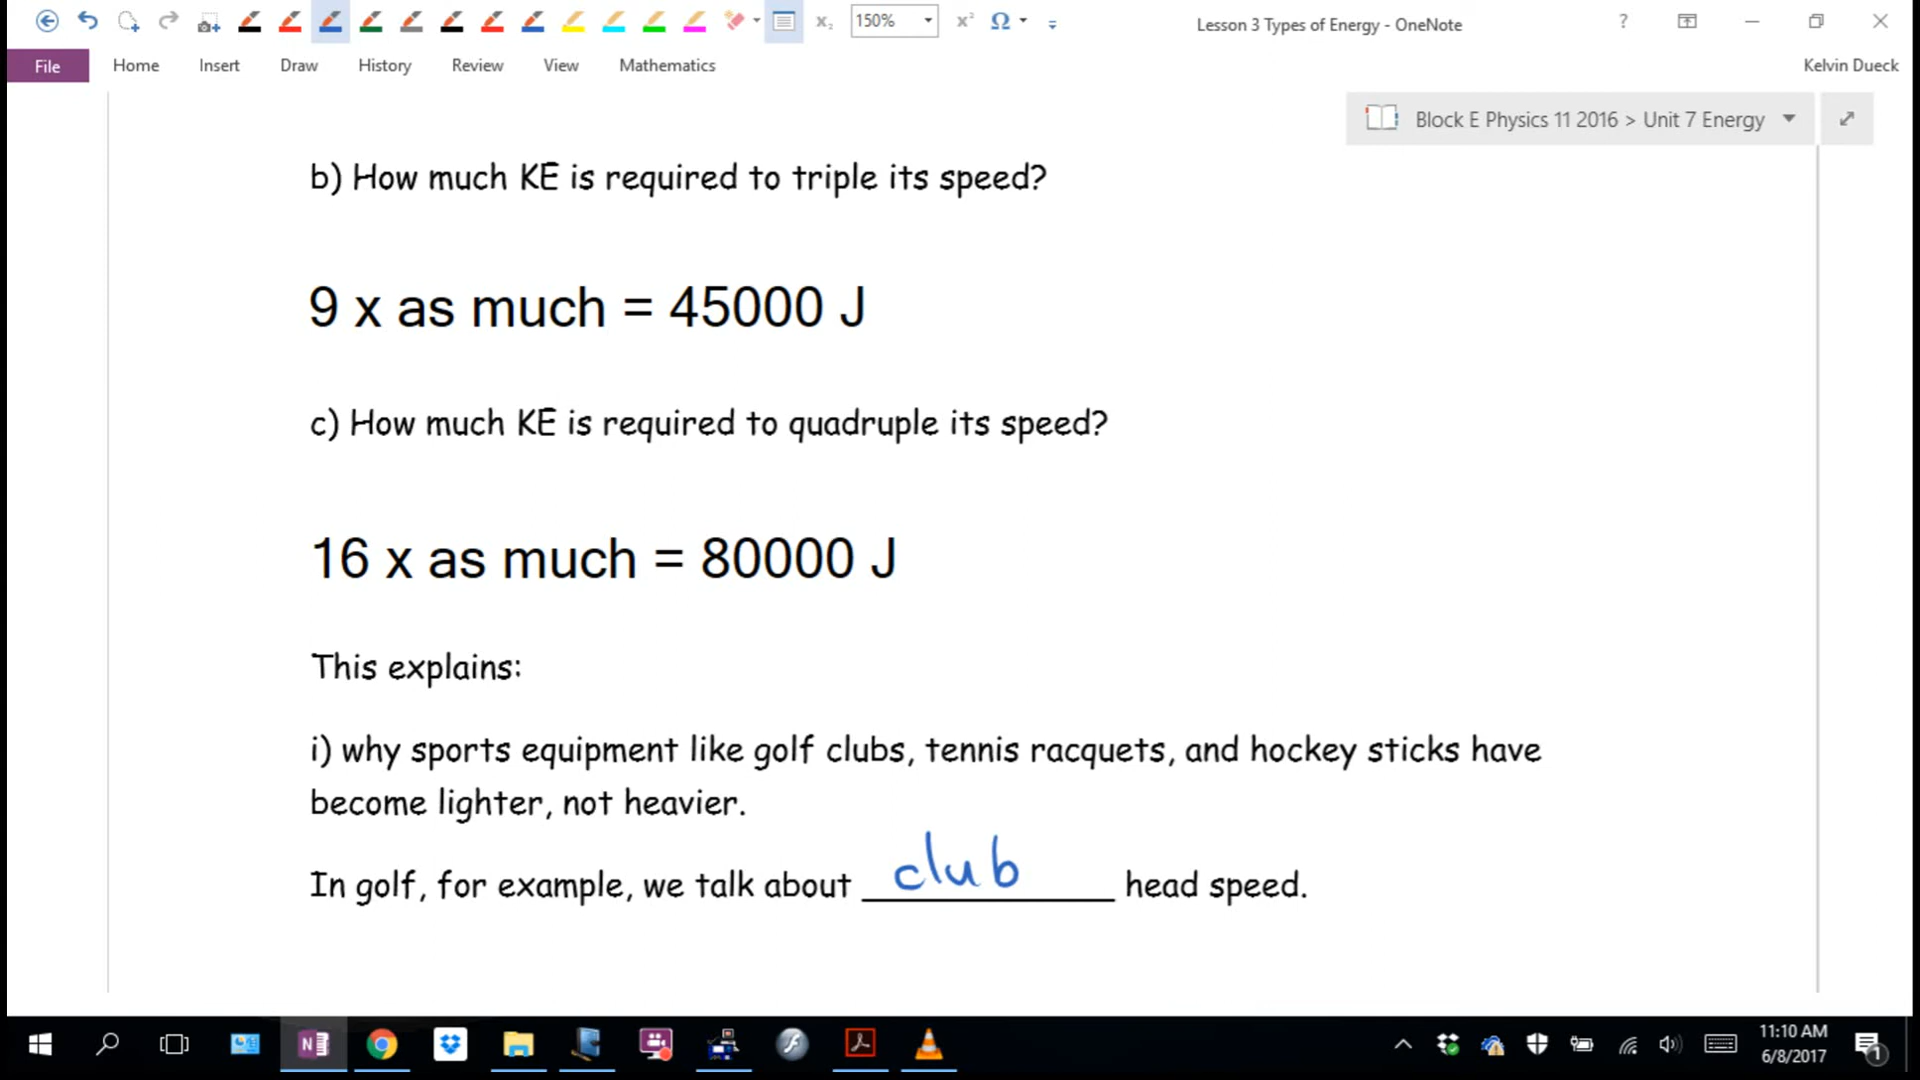 150%
Lesson 3 Types of Energy - OneNote
?
File
Home
Insert
Draw
History
Review
View
Mathematics
Kelvin Dueck
Block E Physics 11 2016 > Unit 7 Energy
b) How much KE is required to triple its speed?
9 x as much = 45000 J
c) How much KE is required to quadruple its speed?
16 x as much = 80000 J
This explains:
i) why sports equipment like golf clubs, tennis racquets, and hockey sticks have
become lighter, not heavier.
In golf, for example, we talk about club head speed.
11:10 AM
6/8/2017
1